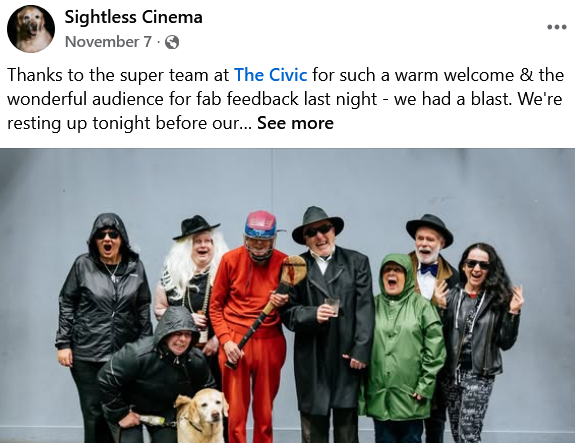 Sightless Cinema
November 7 ·
Thanks to the super team at The Civic for such a warm welcome & the
wonderful audience for fab feedback last night - we had a blast. We're
resting up tonight before our... See more